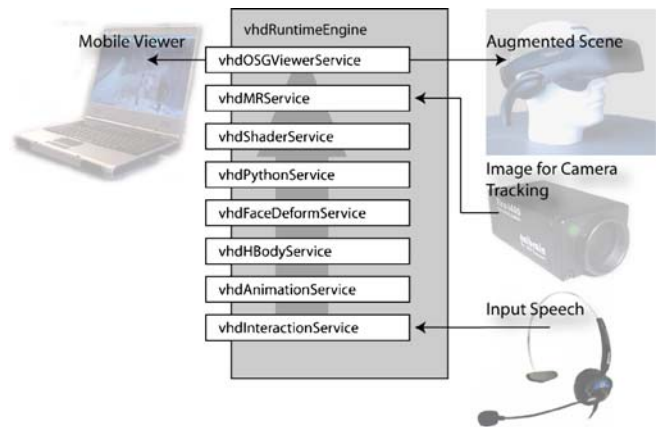 Mobile Viewer
vhdRuntimeEngine
Augmented Scene
vhdOSGViewerService
vhdMRService
vhdShaderService
vhdPythonService
vhdFaceDeformService
vhdHBodyService
vhdAnimationService
vhdInteractionService
Image for Camera
Tracking
Input Speech